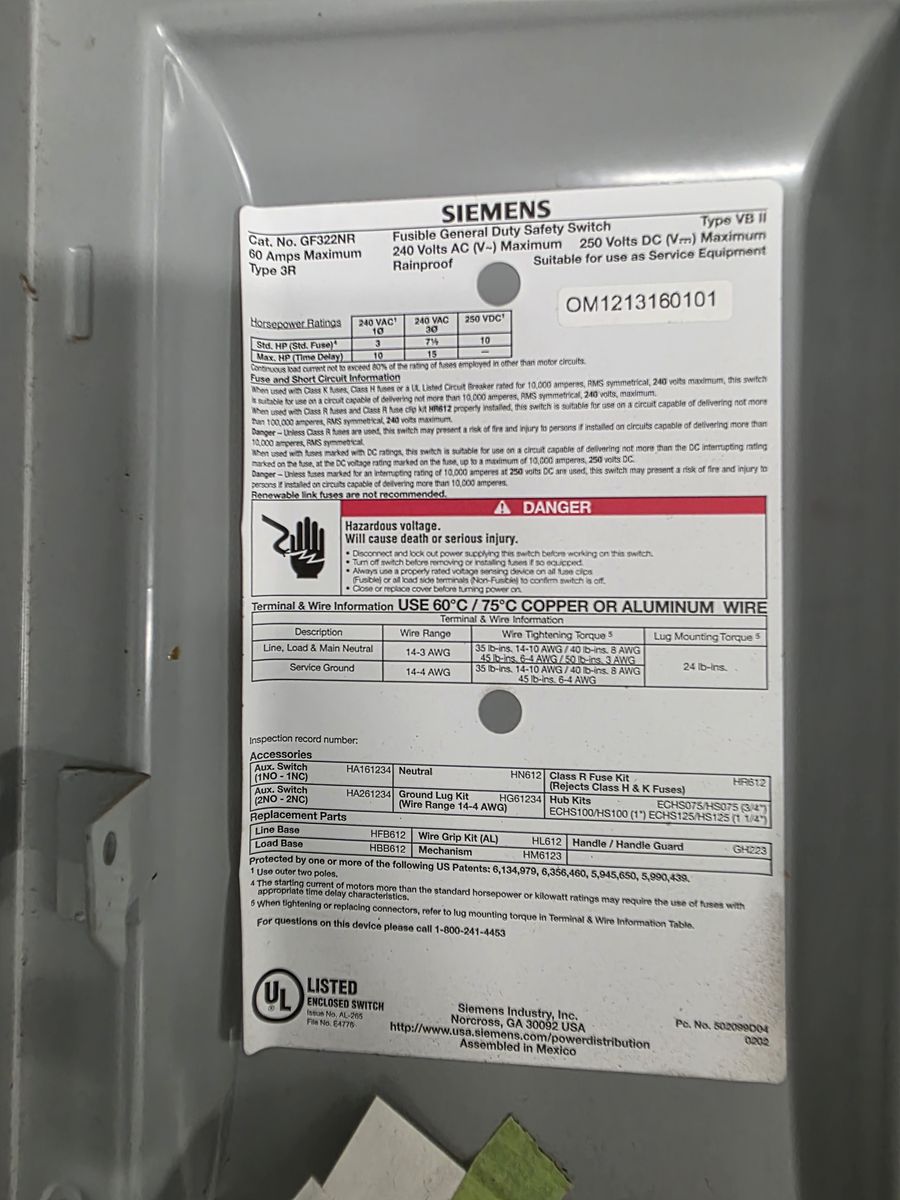 SIEMENS
Cat. No. GF322NR
60 Amps Maximum
Type 3R
Fusible General Duty Safety Switch
240 Volts AC (V~) Maximum 250 Volts DC (V⎓) Maximum
Rainproof
Type VB II
Suitable for use as Service Equipment
OM1213160101
Horsepower Ratings 240 VAC¹ 1Ø 240 VAC 3Ø 250 VDC¹
Std. HP (Std. Fuse)⁴ 3 7½ 10
Max. HP (Time Delay) 10 15 —
Continuous load current not to exceed 80% of the rating of fuses employed in other than motor circuits.
Fuse and Short Circuit Information
When used with Class K fuses, Class H fuses or a UL Listed Circuit Breaker rated for 10,000 amperes, RMS symmetrical, 240 volts maximum, this switch
is suitable for use on a circuit capable of delivering not more than 10,000 amperes, RMS symmetrical, 240 volts, maximum.
When used with Class R fuses and Class R fuse clip kit HR612 properly installed, this switch is suitable for use on a circuit capable of delivering not more
than 100,000 amperes, RMS symmetrical, 240 volts maximum.
Danger – Unless Class R fuses are used, this switch may present a risk of fire and injury to persons if installed on circuits capable of delivering more than
10,000 amperes, RMS symmetrical.
When used with fuses marked with DC ratings, this switch is suitable for use on a circuit capable of delivering not more than the DC interrupting rating
marked on the fuse, at the DC voltage rating marked on the fuse, up to a maximum of 10,000 amperes, 250 volts DC.
Danger – Unless fuses marked for an interrupting rating of 10,000 amperes at 250 volts DC are used, this switch may present a risk of fire and injury to
persons if installed on circuits capable of delivering more than 10,000 amperes.
Renewable link fuses are not recommended.
DANGER
Hazardous voltage.
Will cause death or serious injury.
• Disconnect and lock out power supplying this switch before working on this switch.
• Turn off switch before removing or installing fuses if so equipped.
• Always use a properly rated voltage sensing device on all fuse clips
(Fusible) or all load side terminals (Non-Fusible) to confirm switch is off.
• Close or replace cover before turning power on.
Terminal & Wire Information USE 60°C / 75°C COPPER OR ALUMINUM WIRE
Terminal & Wire Information
Description Wire Range Wire Tightening Torque ⁵ Lug Mounting Torque ⁵
Line, Load & Main Neutral 14-3 AWG 35 lb-ins. 14-10 AWG / 40 lb-ins. 8 AWG
45 lb-ins. 6-4 AWG / 50 lb-ins. 3 AWG
24 lb-ins.
Service Ground 14-4 AWG 35 lb-ins. 14-10 AWG / 40 lb-ins. 8 AWG
45 lb-ins. 6-4 AWG
Inspection record number:
Accessories
Aux. Switch (1NO - 1NC) HA161234 Neutral HN612 Class R Fuse Kit (Rejects Class H & K Fuses) HR612
Aux. Switch (2NO - 2NC) HA261234 Ground Lug Kit (Wire Range 14-4 AWG) HG61234 Hub Kits ECHS075/HS075 (3/4")
ECHS100/HS100 (1") ECHS125/HS125 (1 1/4")
Replacement Parts
Line Base HFB612 Wire Grip Kit (AL) HL612 Handle / Handle Guard GH223
Load Base HBB612 Mechanism HM6123
Protected by one or more of the following US Patents: 6,134,979, 6,356,460, 5,945,650, 5,990,439.
¹ Use outer two poles.
⁴ The starting current of motors more than the standard horsepower or kilowatt ratings may require the use of fuses with
appropriate time delay characteristics.
⁵ When tightening or replacing connectors, refer to lug mounting torque in Terminal & Wire Information Table.
For questions on this device please call 1-800-241-4453
UL ®
LISTED
ENCLOSED SWITCH
Issue No. AL-265
File No. E4776
Siemens Industry, Inc.
Norcross, GA 30092 USA
http://www.usa.siemens.com/powerdistribution
Assembled in Mexico
Pc. No. 502099D04
0202